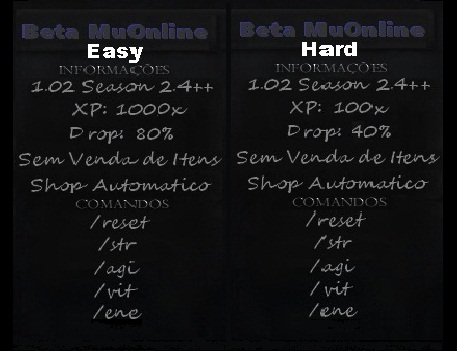 Beta MuOnline
Easy
INFORMAÇÕES
1.02 Season 2.4++
XP: 1000x
Drop: 80%
Sem Venda de Itens
Shop Automatico
COMANDOS
/reset
/str
/agi
/vit
/ene
Beta MuOnline
Hard
INFORMAÇÕES
1.02 Season 2.4++
XP: 100x
Drop: 40%
Sem Venda de Itens
Shop Automatico
COMANDOS
/reset
/str
/agi
/vit
/ene